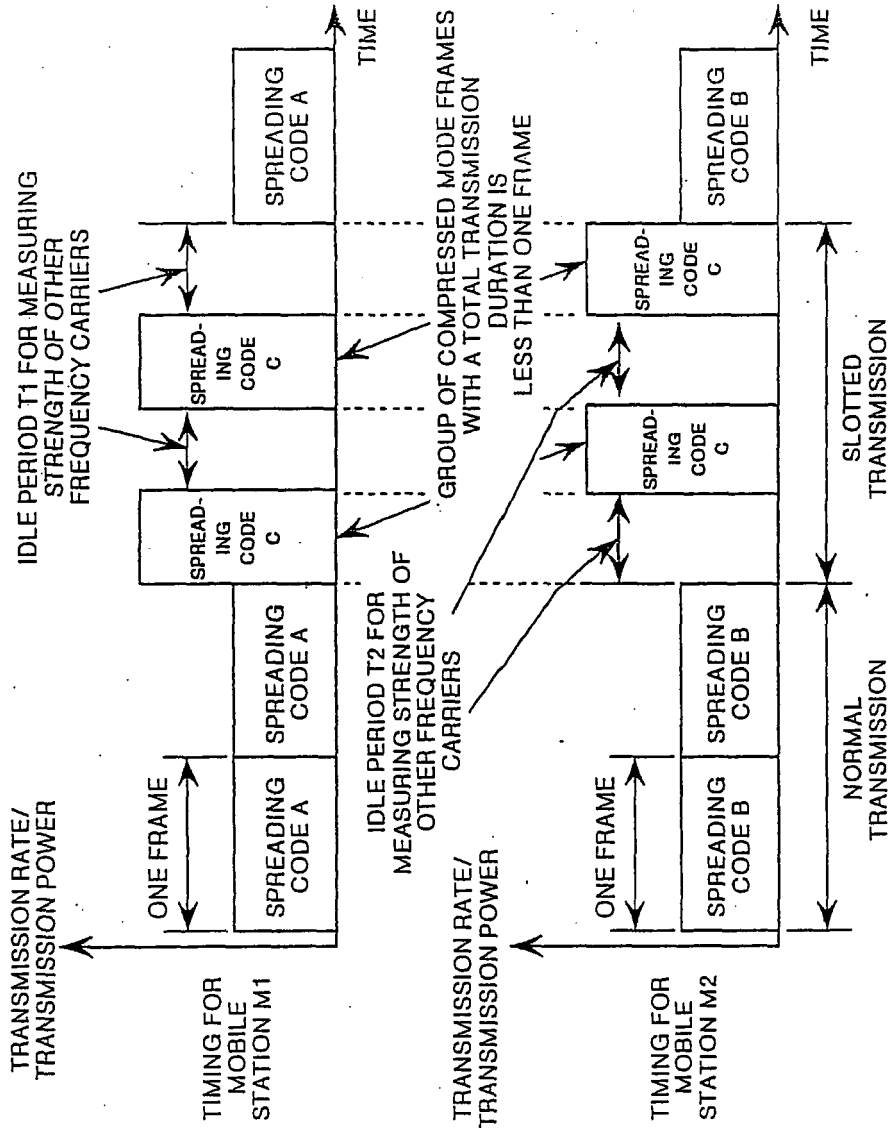 TRANSMISSION RATE/
TRANSMISSION POWER
TIMING FOR
MOBILE
STATION M1
ONE FRAME
SPREADING
CODE A
SPREADING
CODE A
SPREAD-
ING
CODE
C
SPREAD-
ING
CODE
C
SPREADING
CODE A
IDLE PERIOD T1 FOR MEASURING
STRENGTH OF OTHER
FREQUENCY CARRIERS
TIME
IDLE PERIOD T2 FOR
MEASURING STRENGTH OF
OTHER FREQUENCY
CARRIERS
GROUP OF COMPRESSED MODE FRAMES
WITH A TOTAL TRANSMISSION
DURATION IS
LESS THAN ONE FRAME
TRANSMISSION RATE/
TRANSMISSION POWER
TIMING FOR
MOBILE
STATION M2
ONE FRAME
SPREADING
CODE B
SPREADING
CODE B
SPREAD-
ING
CODE
C
SPREAD-
ING
CODE
C
SPREADING
CODE B
TIME
NORMAL
TRANSMISSION
SLOTTED
TRANSMISSION